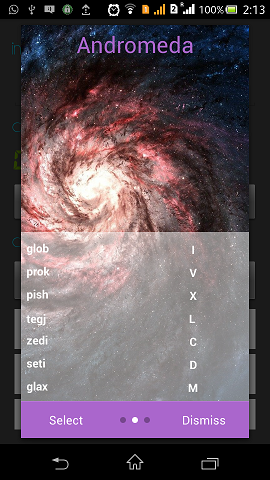 100% 2:13
Andromeda
glob I
prok V
pish X
tegj L
zedi C
seti D
glax M
Select Dismiss